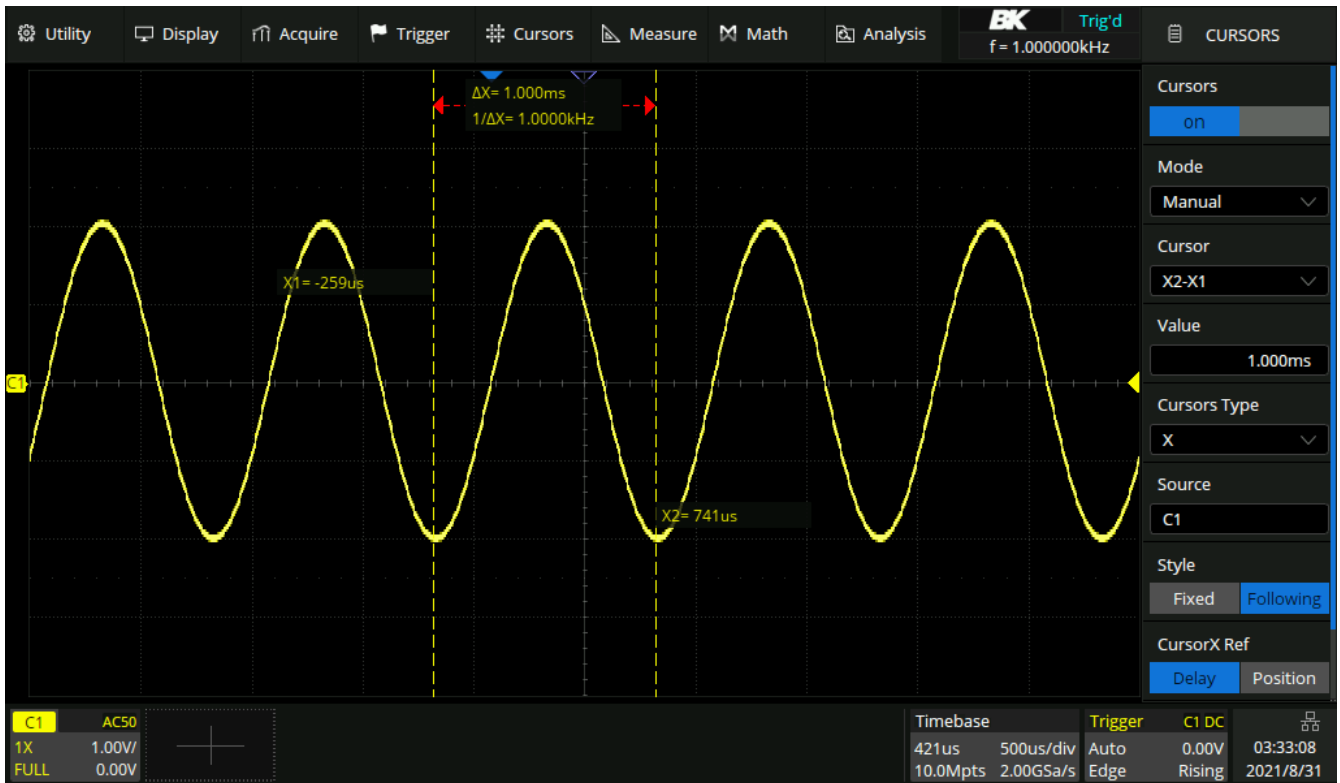 Utility Display Acquire Trigger Cursors Measure Math Analysis
BK Trig'd
f = 1.000000kHz
CURSORS
ΔX= 1.000ms
1/ΔX= 1.0000kHz
X1= -259us
X2= 741us
C1
Cursors
on
Mode
Manual
Cursor
X2-X1
Value
1.000ms
Cursors Type
X
Source
C1
Style
Fixed Following
CursorX Ref
Delay Position
C1 AC50
1X 1.00V/
FULL 0.00V
Timebase
421us 500us/div
10.0Mpts 2.00GSa/s
Trigger C1 DC
Auto 0.00V
Edge Rising
03:33:08
2021/8/31